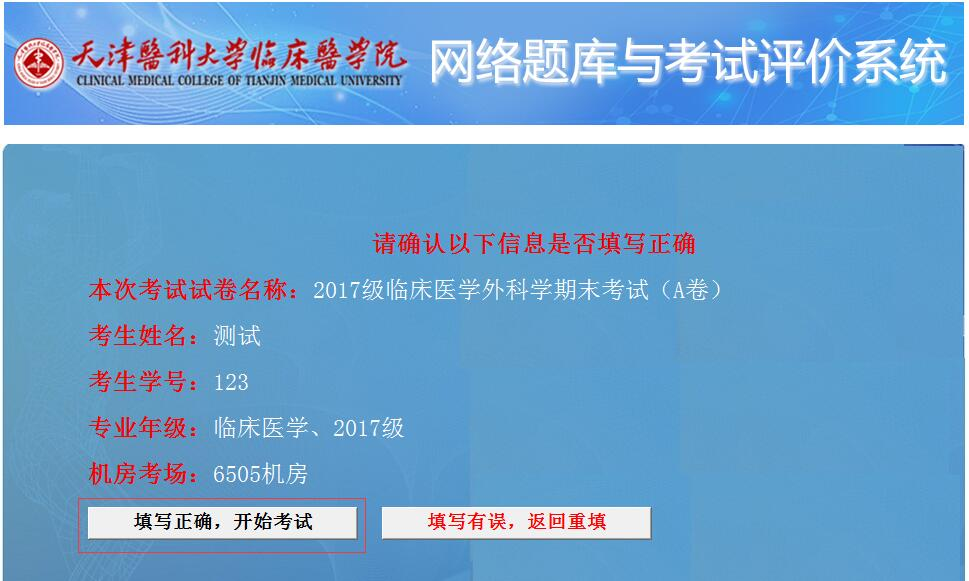 天津醫科大学临床醫学院
CLINICAL MEDICAL COLLEGE OF TIANJIN MEDICAL UNIVERSITY
网络题库与考试评价系统
请确认以下信息是否填写正确
本次考试试卷名称：2017级临床医学外科学期末考试（A卷）
考生姓名：测试
考生学号：123
专业年级：临床医学、2017级
机房考场：6505机房
填写正确，开始考试
填写有误，返回重填